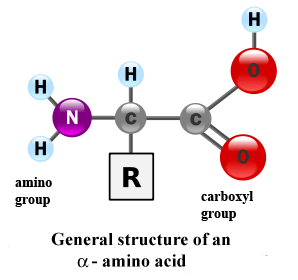 H
H
H
O
N
C
C
H
O
R
amino
group
carboxyl
group
General structure of an
α - amino acid